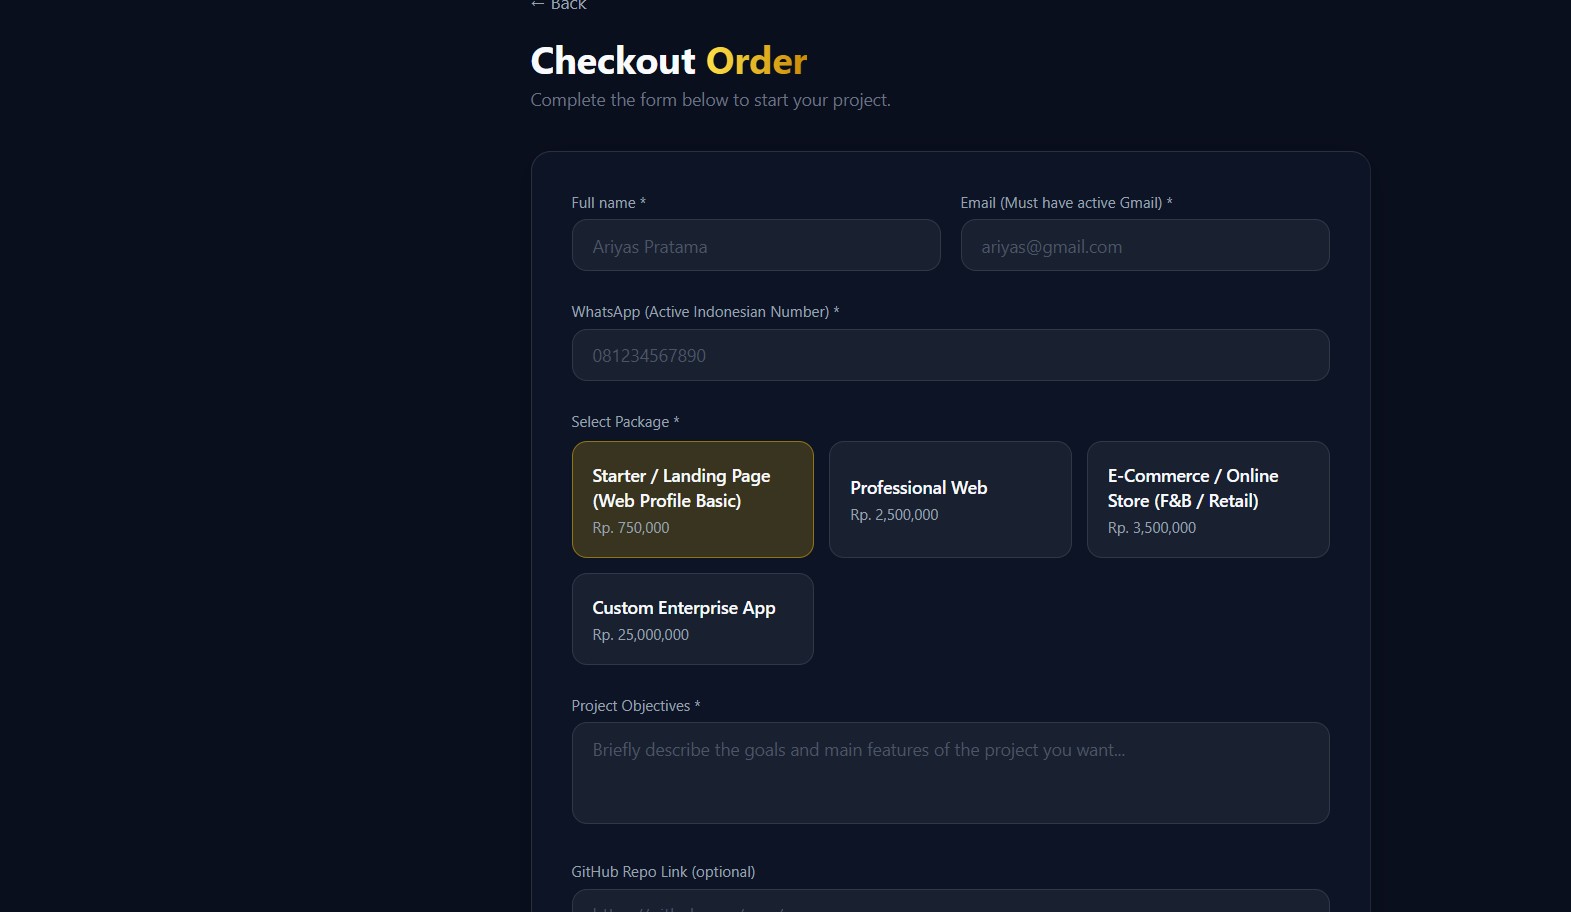 ← Back
Checkout Order
Complete the form below to start your project.
Full name *
Email (Must have active Gmail) *
Ariyas Pratama
ariyas@gmail.com
WhatsApp (Active Indonesian Number) *
081234567890
Select Package *
Starter / Landing Page
(Web Profile Basic)
Rp. 750,000
Professional Web
Rp. 2,500,000
E-Commerce / Online
Store (F&B / Retail)
Rp. 3,500,000
Custom Enterprise App
Rp. 25,000,000
Project Objectives *
Briefly describe the goals and main features of the project you want...
GitHub Repo Link (optional)